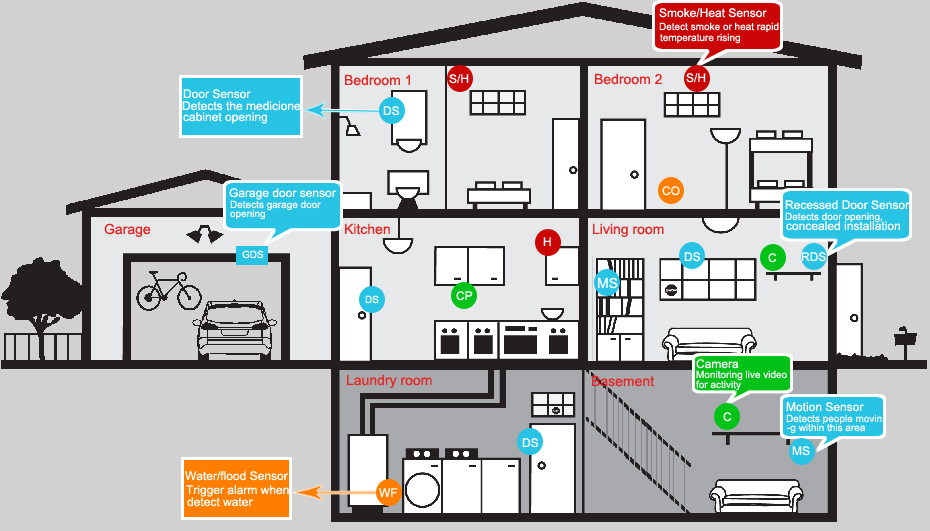 Smoke/Heat Sensor
Detect smoke or heat rapid
temperature rising
Bedroom 1
S/H
Bedroom 2
S/H
Door Sensor
Detects the medicione
cabinet opening
DS
CO
Garage door sensor
Detects garage door
opening
Recessed Door Sensor
Detects door opening,
concealed installation
Garage
Kitchen
Living room
GDS
H
DS
C
RDS
MS
DS
CP
Camera
Monitoring live video
for activity
Laundry room
Basement
C
Motion Sensor
Detects people movin
-g within this area
DS
MS
Water/flood Sensor
Trigger alarm when
detect water
WF